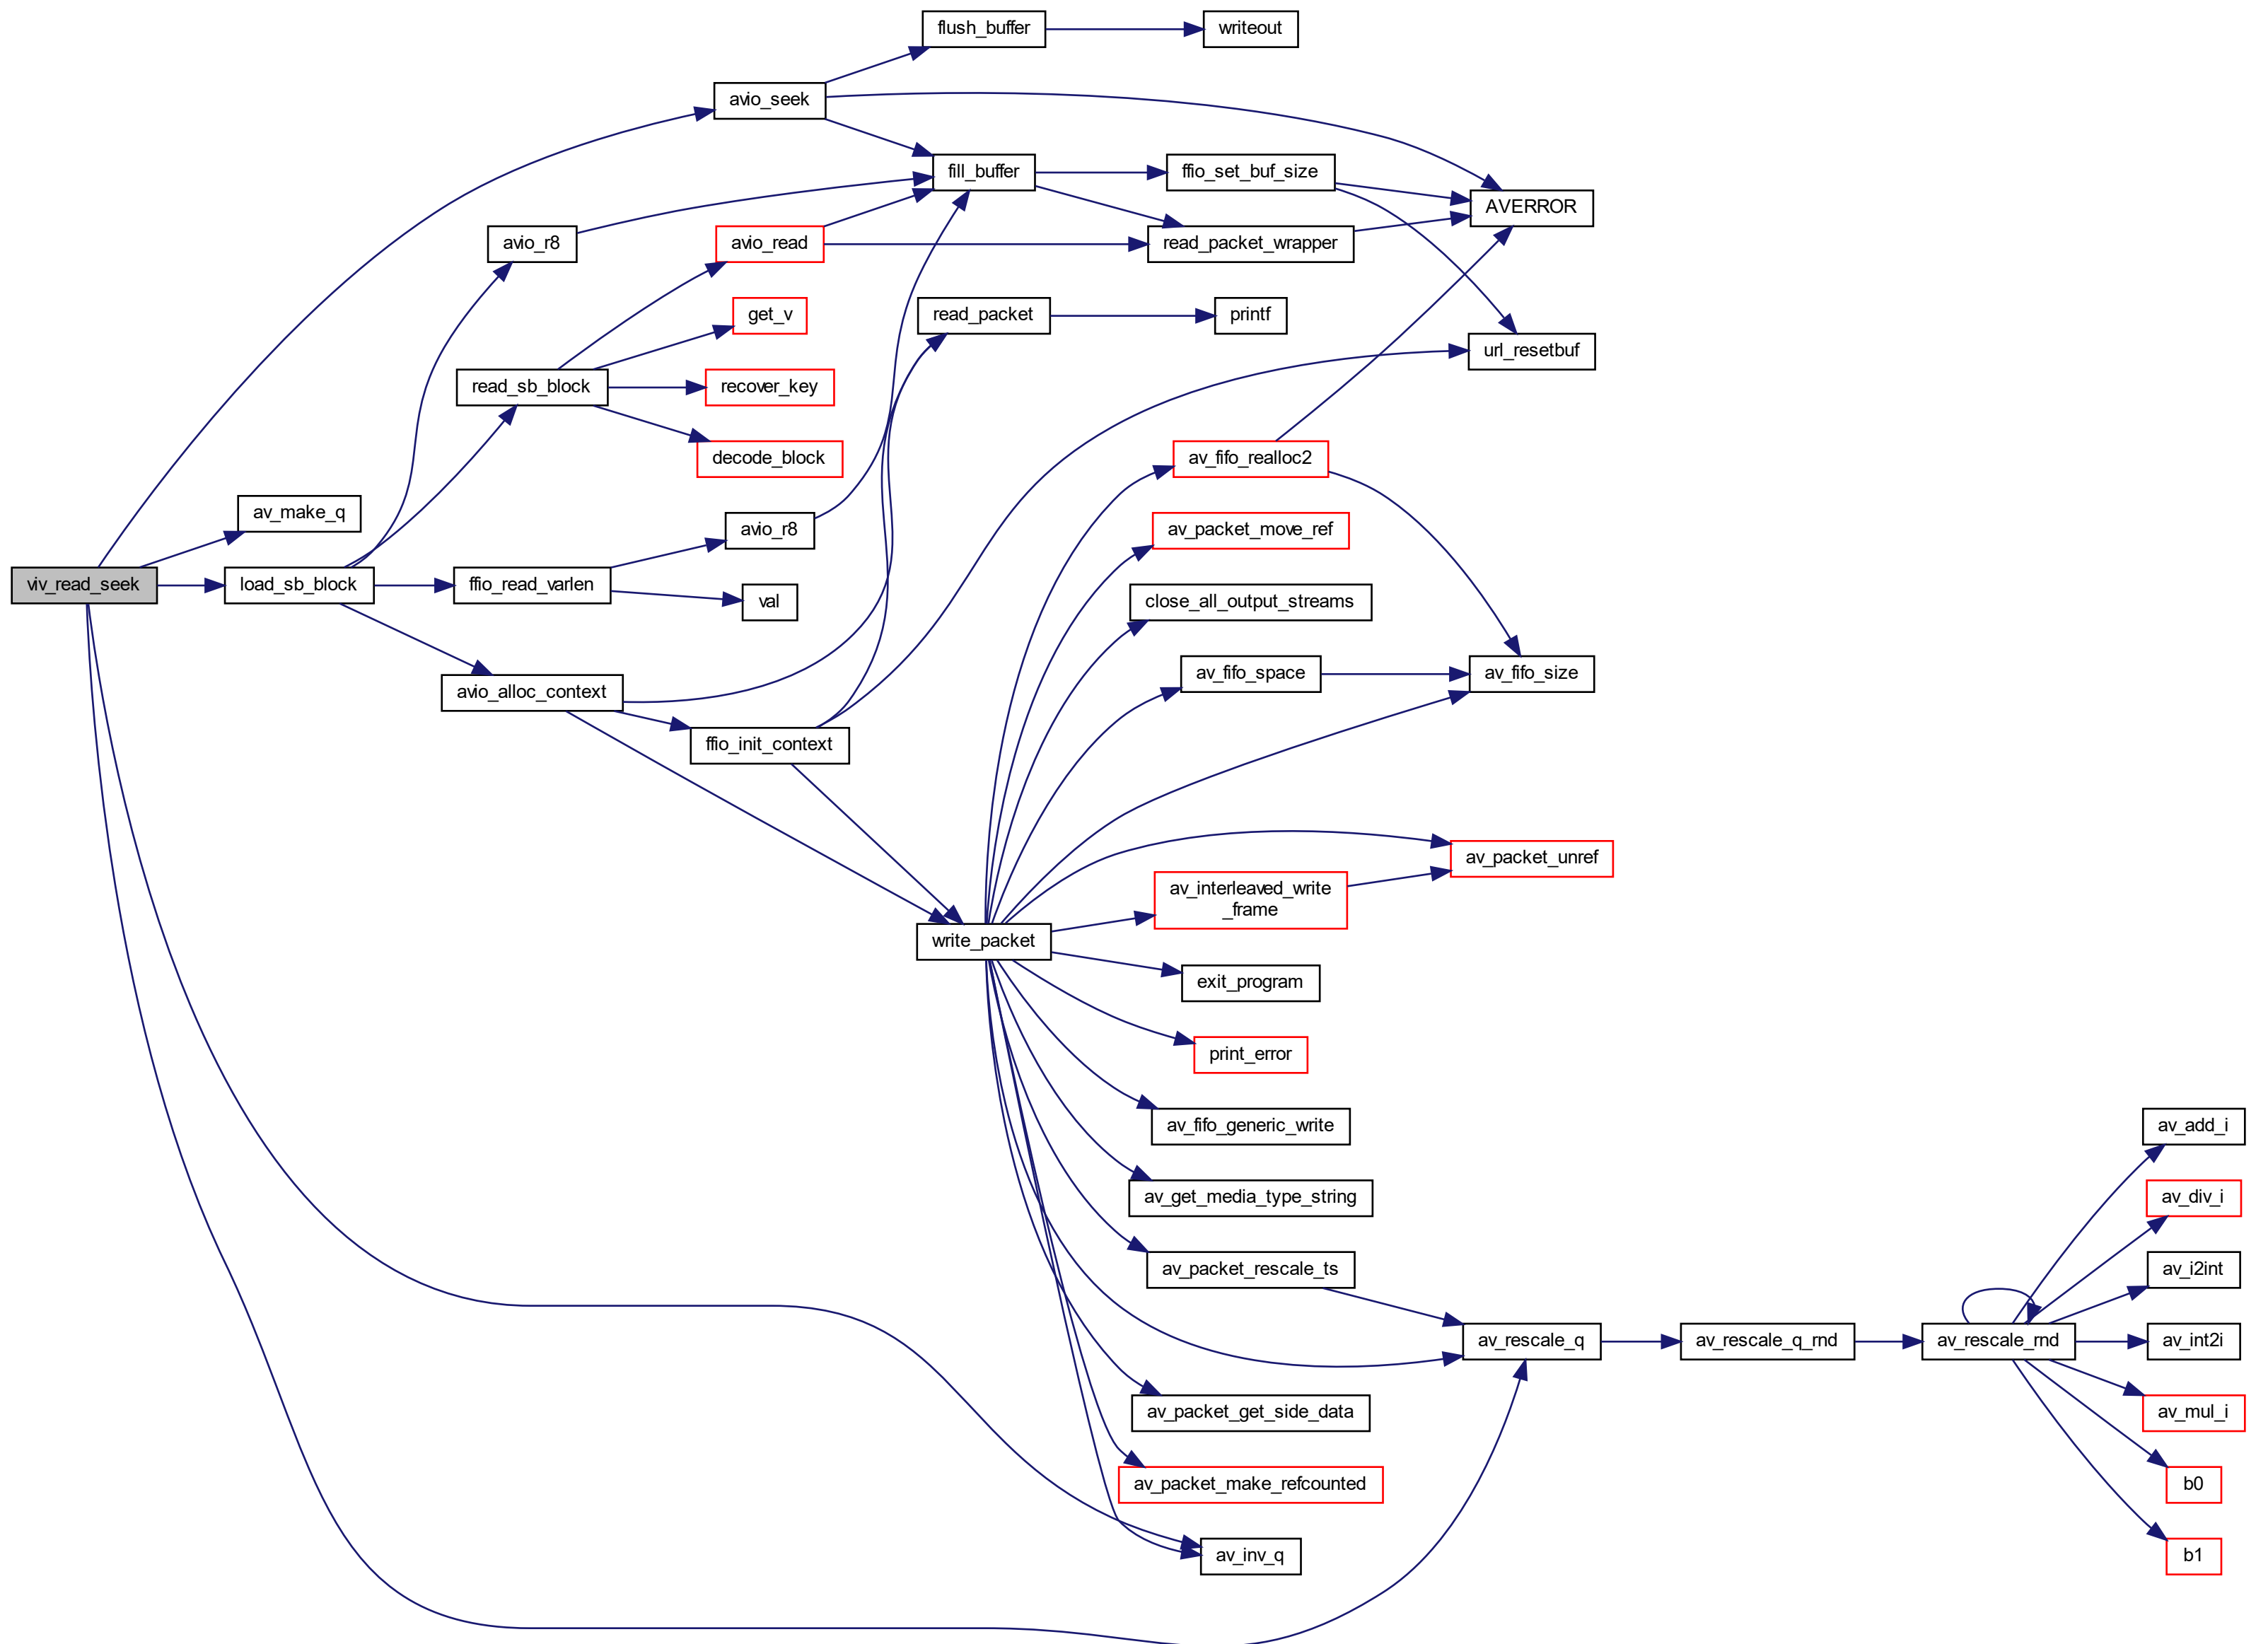 flush_buffer
writeout
avio_seek
fill_buffer
ffio_set_buf_size
AVERROR
avio_r8
avio_read
read_packet_wrapper
get_v
read_packet
printf
url_resetbuf
read_sb_block
recover_key
decode_block
av_fifo_realloc2
av_make_q
avio_r8
av_packet_move_ref
viv_read_seek
load_sb_block
ffio_read_varlen
val
close_all_output_streams
avio_alloc_context
av_fifo_space
av_fifo_size
ffio_init_context
av_packet_unref
av_interleaved_write
_frame
write_packet
exit_program
print_error
av_fifo_generic_write
av_add_i
av_get_media_type_string
av_div_i
av_packet_rescale_ts
av_i2int
av_rescale_q
av_rescale_q_rnd
av_rescale_rnd
av_int2i
av_packet_get_side_data
av_mul_i
av_packet_make_refcounted
b0
av_inv_q
b1